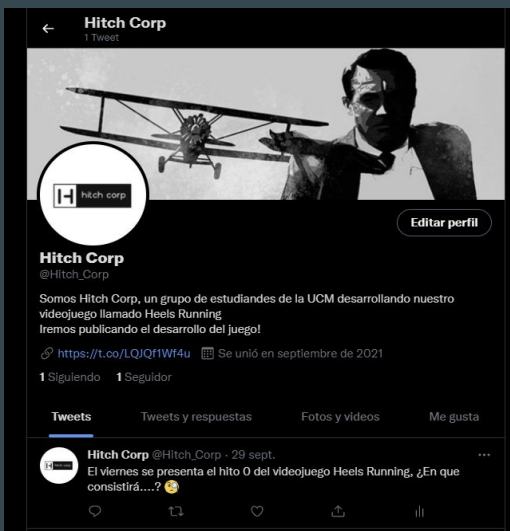 Hitch Corp
1 Tweet
hitch corp
Editar perfil
Hitch Corp
@Hitch_Corp
Somos Hitch Corp, un grupo de estudiandes de la UCM desarrollando nuestro
videojuego llamado Heels Running
Iremos publicando el desarrollo del juego!
https://t.co/LQJQf1Wf4u Se unió en septiembre de 2021
1 Siguiendo 1 Seguidor
Tweets Tweets y respuestas Fotos y videos Me gusta
Hitch Corp @Hitch_Corp · 29 sept.
El viernes se presenta el hito 0 del videojuego Heels Running. ¿En que
consistirá....? 🧐